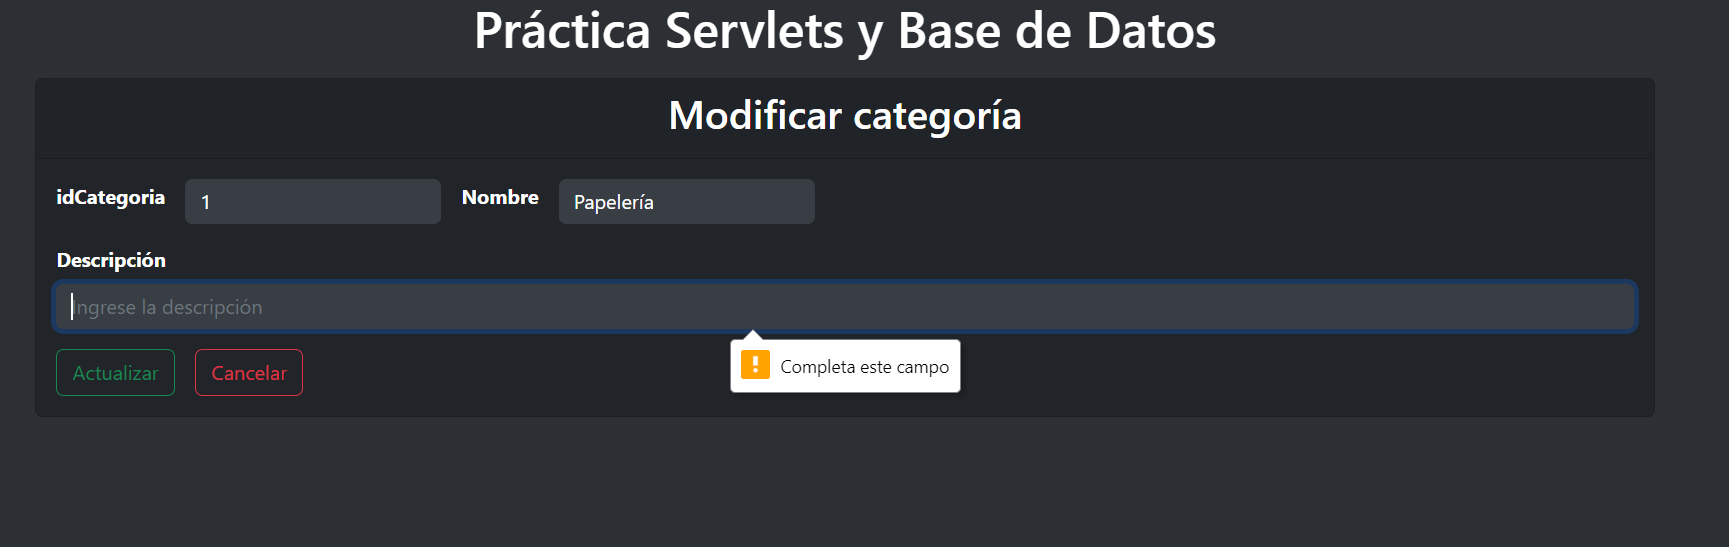 Práctica Servlets y Base de Datos
Modificar categoría
idCategoria 1 Nombre Papelería
Descripción
Ingrese la descripción
Actualizar Cancelar
Completa este campo